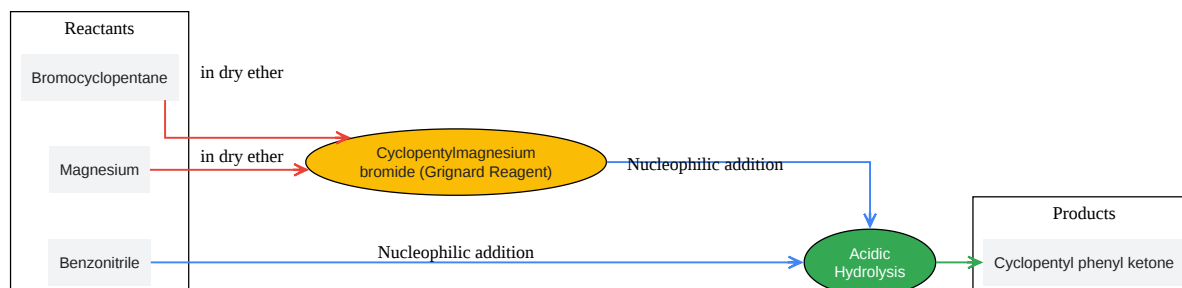 Reactants
Bromocyclopentane
in dry ether
Magnesium
in dry ether
Cyclopentylmagnesium
bromide (Grignard Reagent)
Nucleophilic addition
Benzonitrile
Nucleophilic addition
Acidic
Hydrolysis
Products
Cyclopentyl phenyl ketone